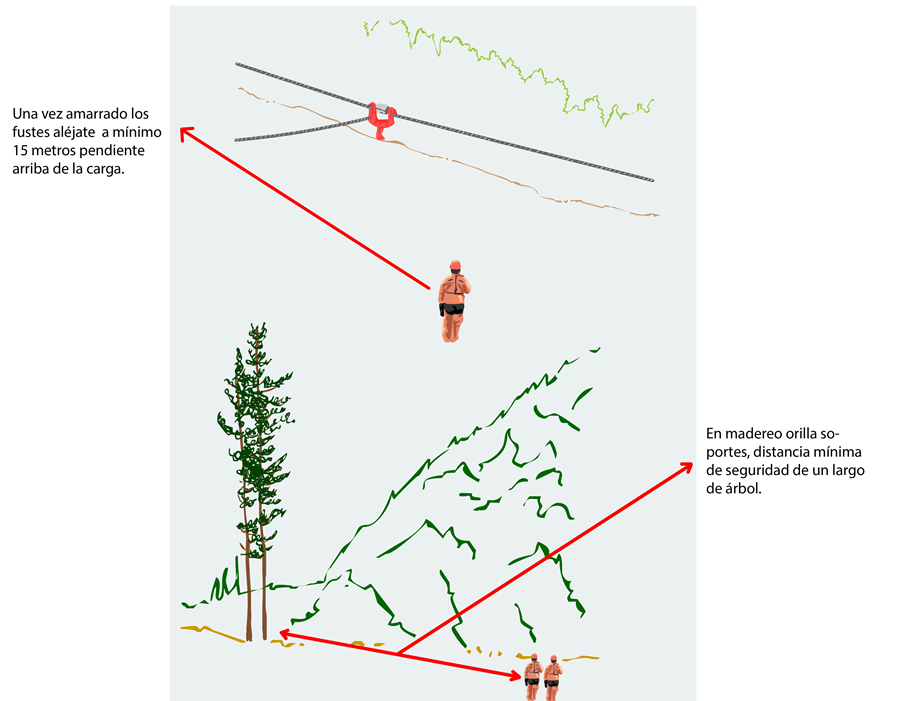 Una vez amarrado los
fustes aléjate a mínimo
15 metros pendiente
arriba de la carga.
En madereo orilla so-
portes, distancia mínima
de seguridad de un largo
de árbol.